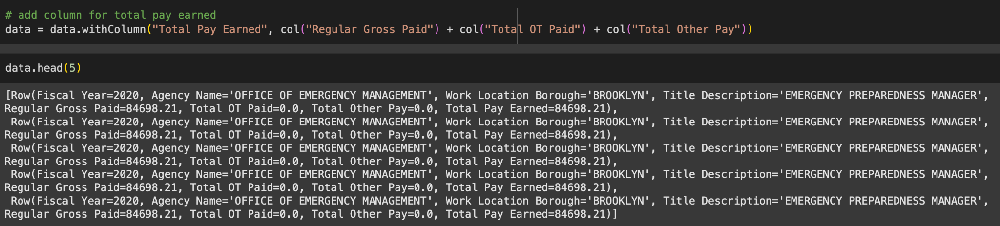 # add column for total pay earned
data = data.withColumn("Total Pay Earned", col("Regular Gross Paid") + col("Total OT Paid") + col("Total Other Pay"))
data.head(5)
[Row(Fiscal Year=2020, Agency Name='OFFICE OF EMERGENCY MANAGEMENT', Work Location Borough='BROOKLYN', Title Description='EMERGENCY PREPAREDNESS MANAGER',
Regular Gross Paid=84698.21, Total OT Paid=0.0, Total Other Pay=0.0, Total Pay Earned=84698.21),
Row(Fiscal Year=2020, Agency Name='OFFICE OF EMERGENCY MANAGEMENT', Work Location Borough='BROOKLYN', Title Description='EMERGENCY PREPAREDNESS MANAGER',
Regular Gross Paid=84698.21, Total OT Paid=0.0, Total Other Pay=0.0, Total Pay Earned=84698.21),
Row(Fiscal Year=2020, Agency Name='OFFICE OF EMERGENCY MANAGEMENT', Work Location Borough='BROOKLYN', Title Description='EMERGENCY PREPAREDNESS MANAGER',
Regular Gross Paid=84698.21, Total OT Paid=0.0, Total Other Pay=0.0, Total Pay Earned=84698.21),
Row(Fiscal Year=2020, Agency Name='OFFICE OF EMERGENCY MANAGEMENT', Work Location Borough='BROOKLYN', Title Description='EMERGENCY PREPAREDNESS MANAGER',
Regular Gross Paid=84698.21, Total OT Paid=0.0, Total Other Pay=0.0, Total Pay Earned=84698.21),
Row(Fiscal Year=2020, Agency Name='OFFICE OF EMERGENCY MANAGEMENT', Work Location Borough='BROOKLYN', Title Description='EMERGENCY PREPAREDNESS MANAGER',
Regular Gross Paid=84698.21, Total OT Paid=0.0, Total Other Pay=0.0, Total Pay Earned=84698.21)]